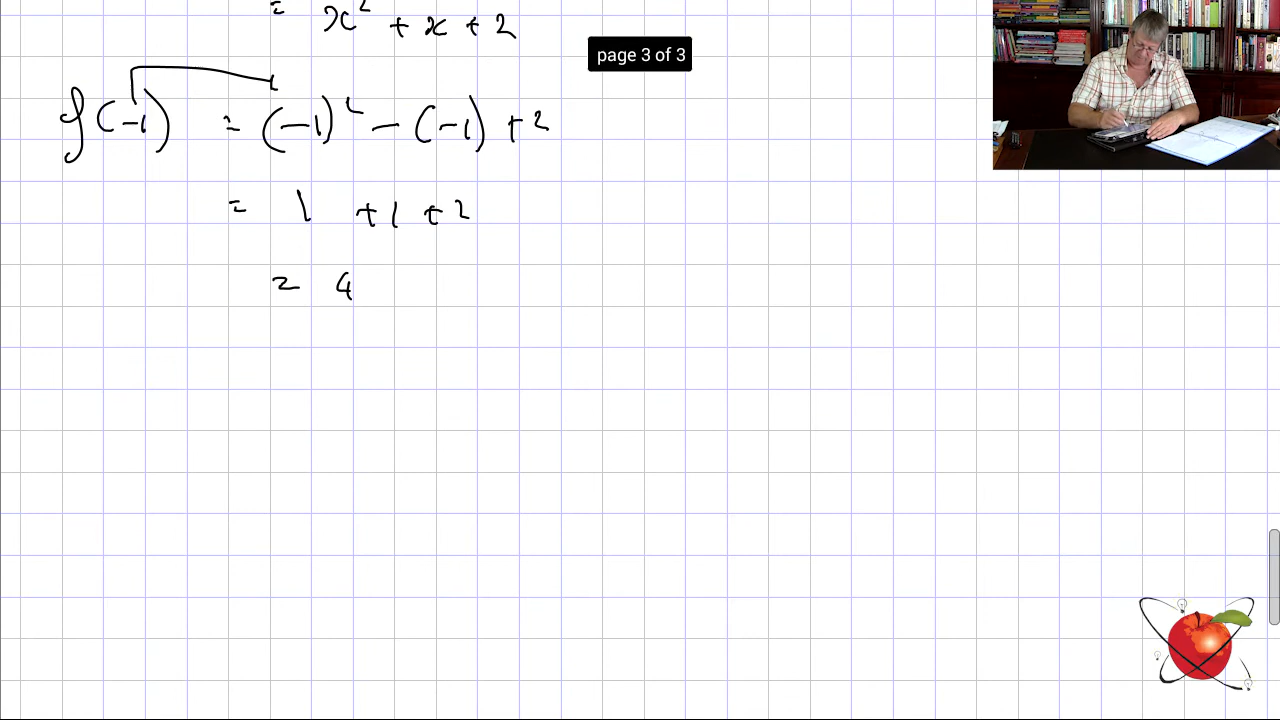 = x² + x + 2
page 3 of 3
f(-1) = (-1)² - (-1) + 2
= 1 + 1 + 2
= 4